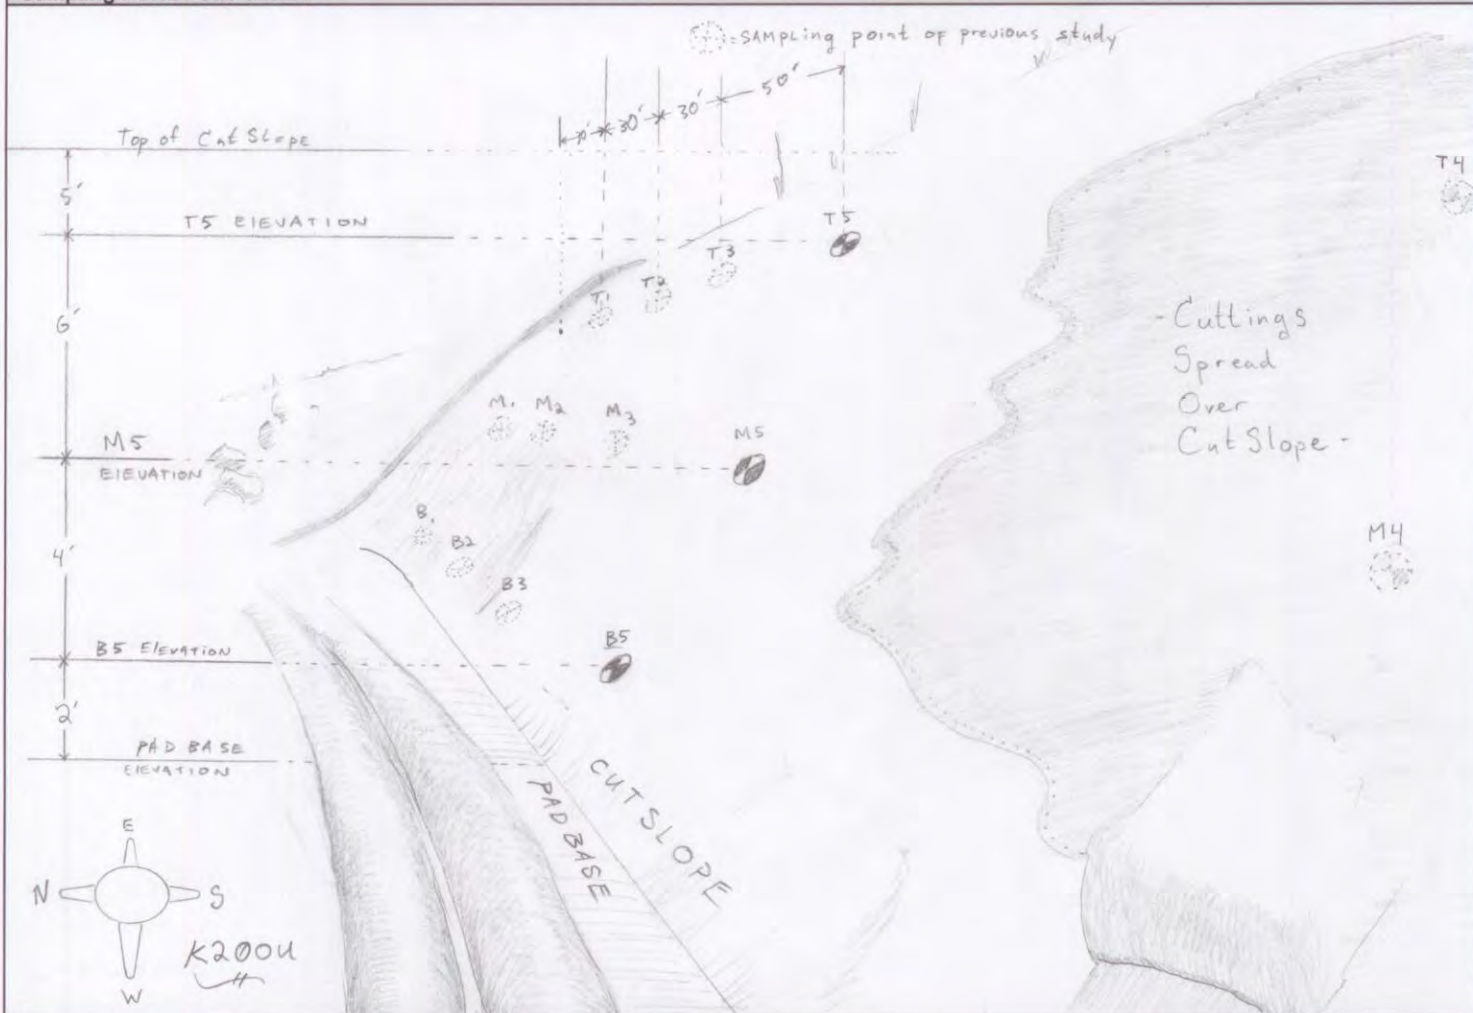 =SAMPLING point of previous study
30' 30' 50'
Top of Cut Slope
5'
T5 ELEVATION
T5
T4
T3
T2
T1
6'
-Cuttings
Spread
Over
Cut Slope-
M1 M2 M3
M5
M5
ELEVATION
B1
B2
B3
M4
4'
B5 ELEVATION
B5
2'
PAD BASE
ELEVATION
CUTSLOPE
PAD BASE
E
N S
W